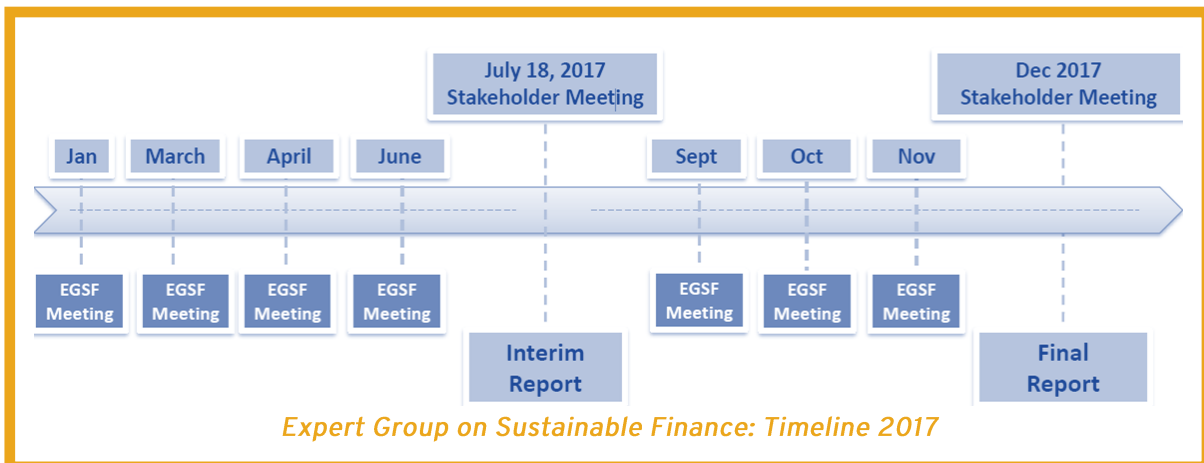 July 18, 2017
Stakeholder Meeting
Dec 2017
Stakeholder Meeting
Jan
March
April
June
Sept
Oct
Nov
EGSF
Meeting
EGSF
Meeting
EGSF
Meeting
EGSF
Meeting
EGSF
Meeting
EGSF
Meeting
EGSF
Meeting
Interim
Report
Final
Report
Expert Group on Sustainable Finance: Timeline 2017